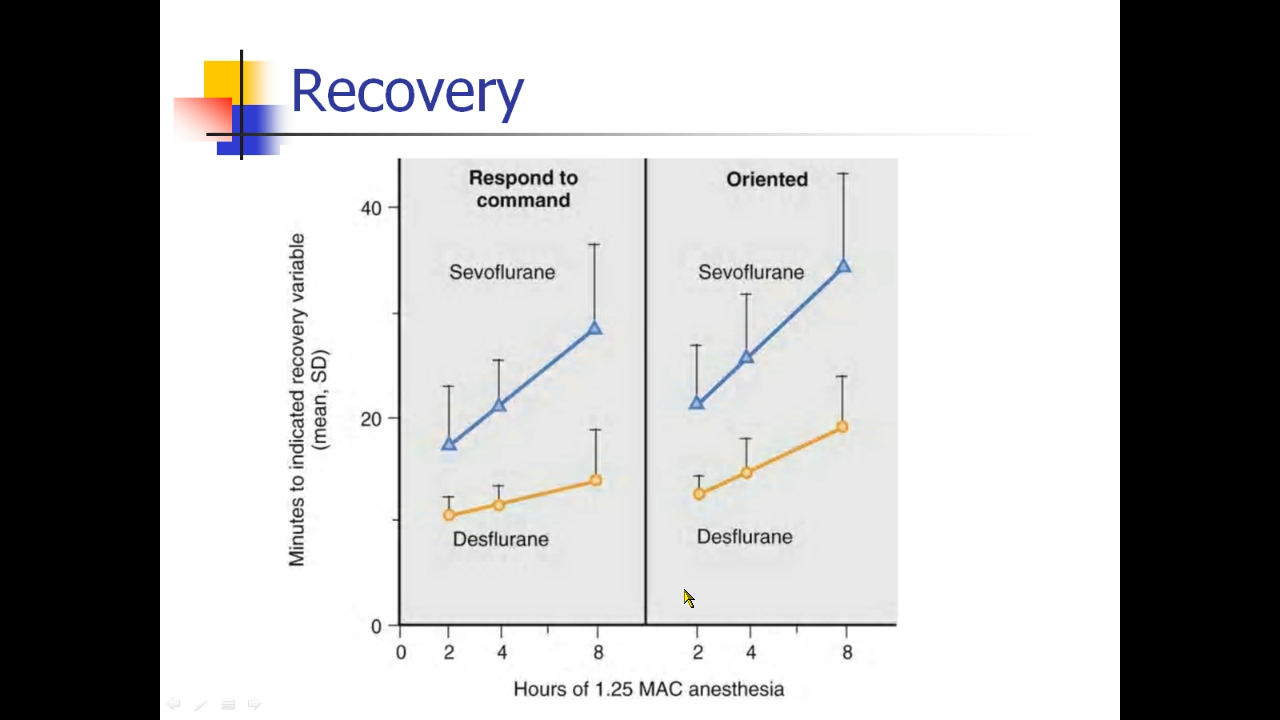 Recovery
Minutes to indicated recovery variable
(mean, SD)
40
20
0
Respond to
command
Sevoflurane
Desflurane
Oriented
Sevoflurane
Desflurane
0 2 4 8 2 4 8
Hours of 1.25 MAC anesthesia